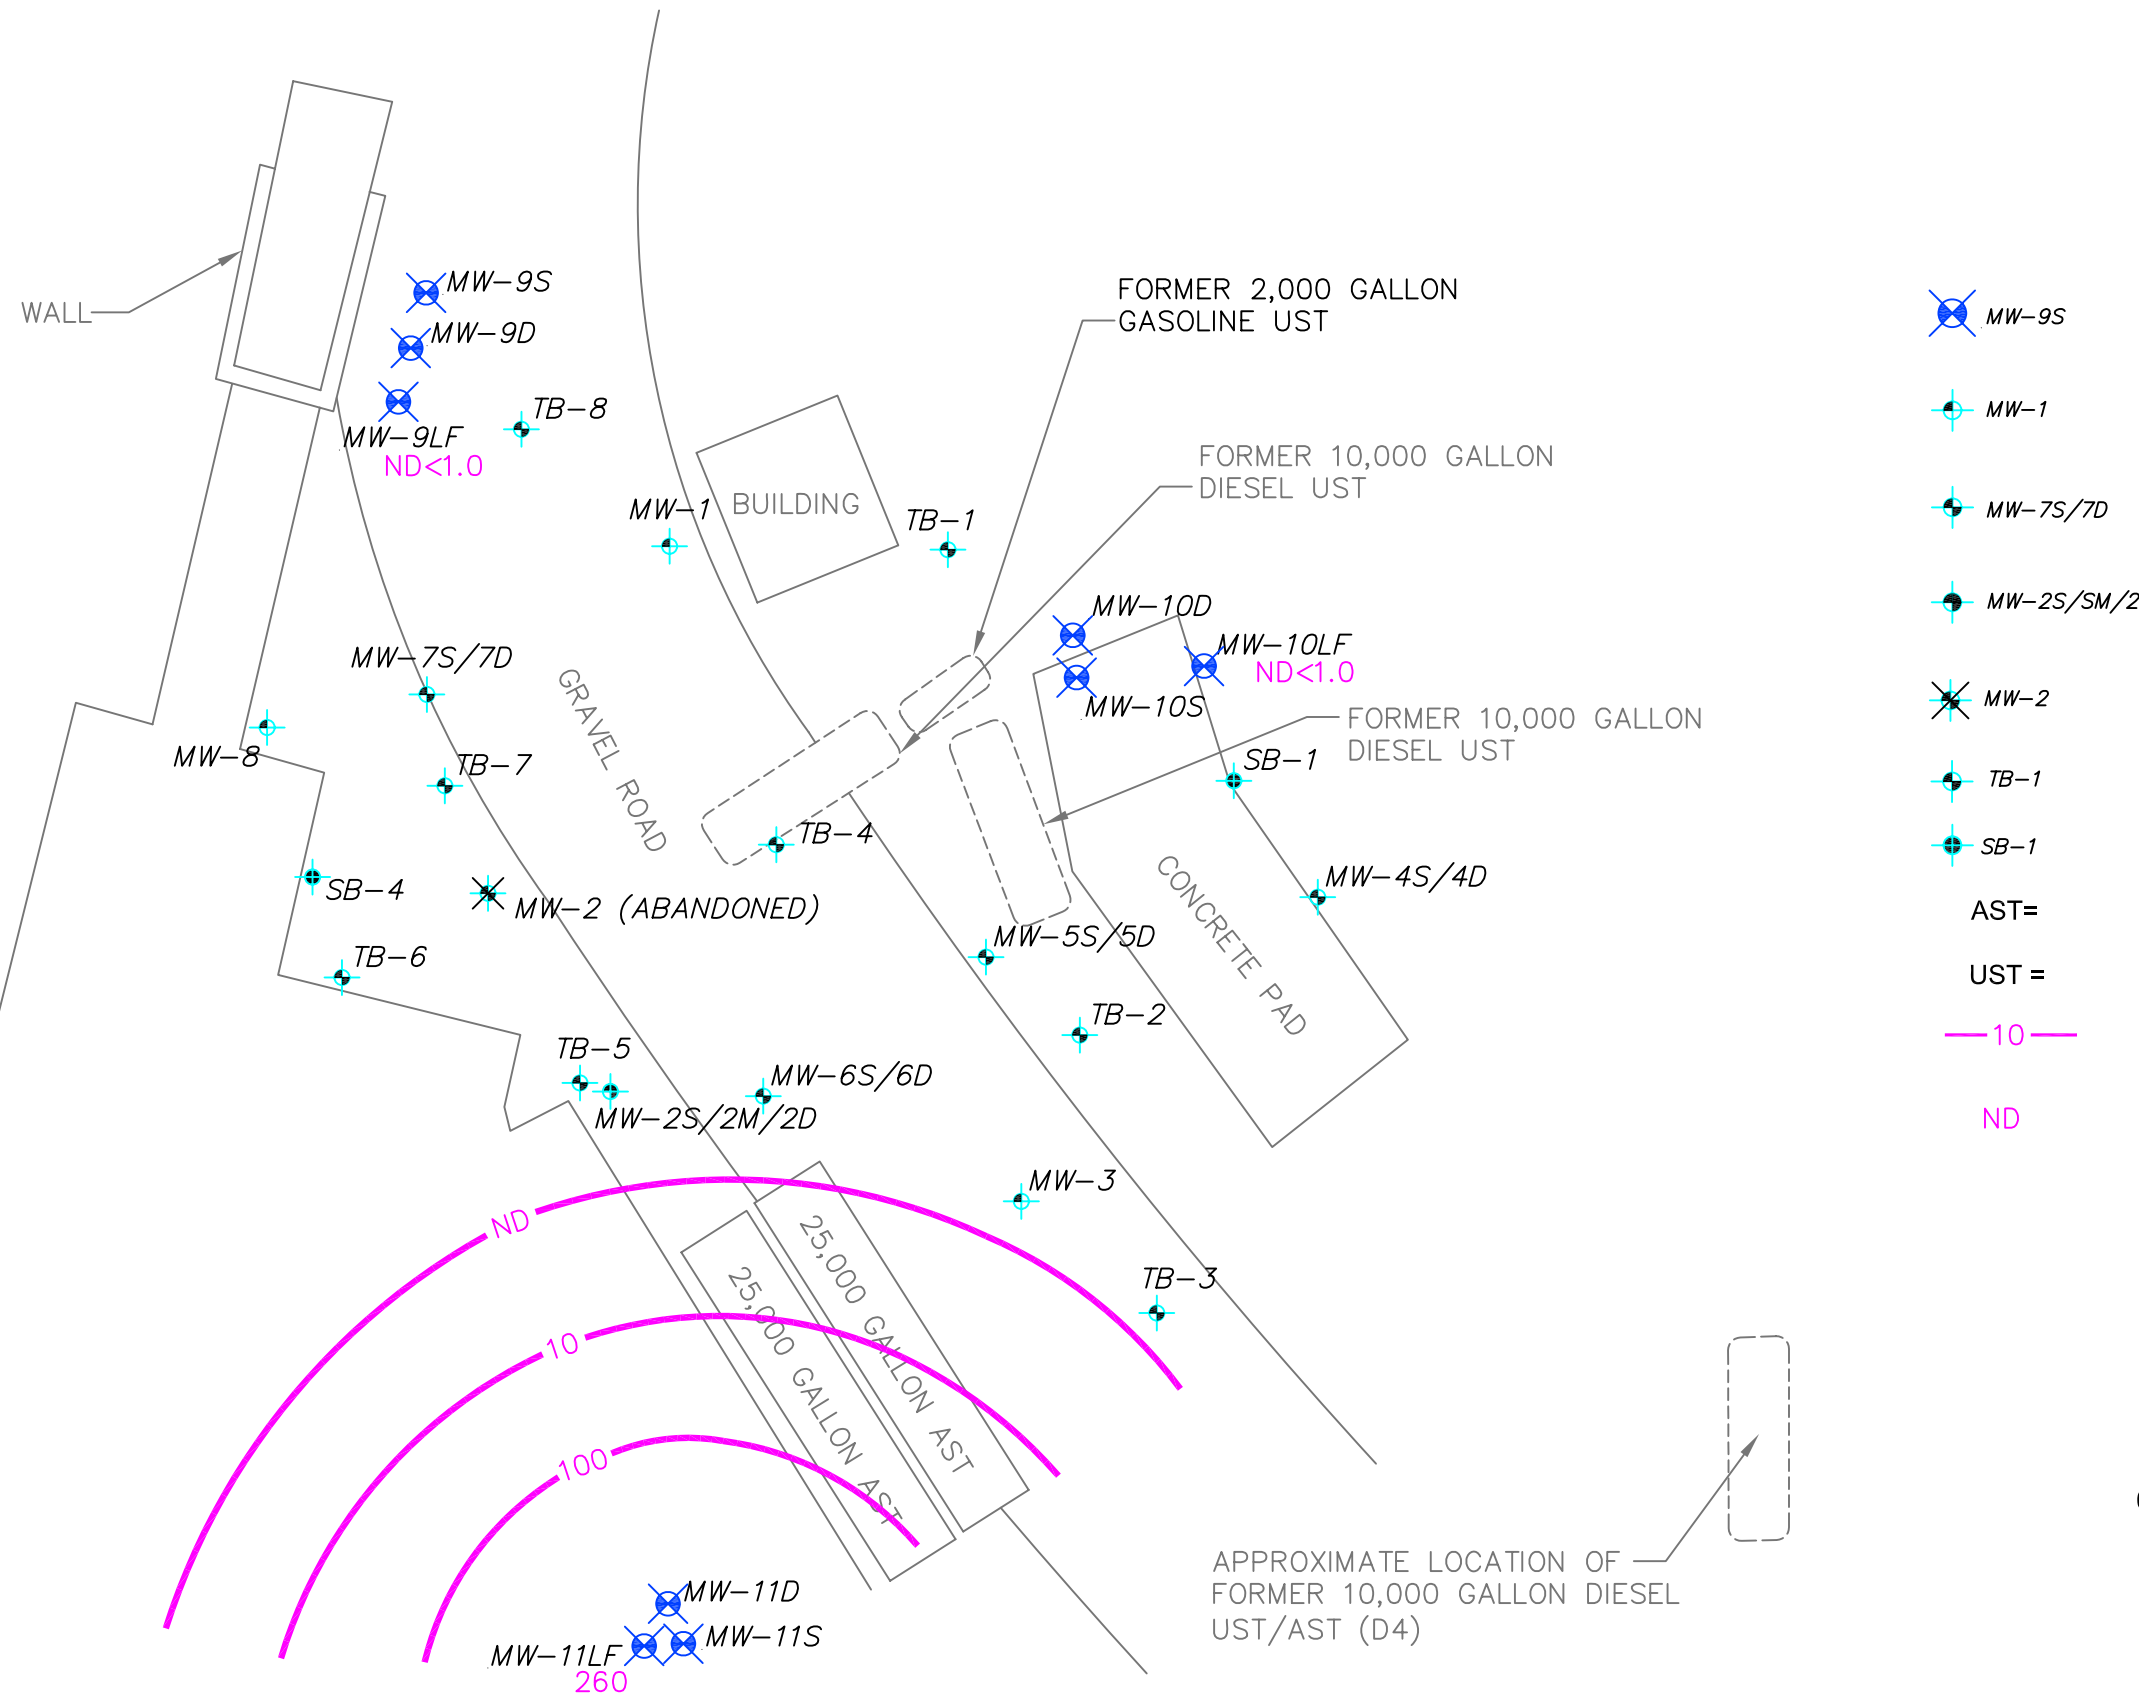 MW-9S
MW-9D
MW-9LF
ND<1.0
WALL
TB-8
FORMER 2,000 GALLON
GASOLINE UST
FORMER 10,000 GALLON
DIESEL UST
BUILDING
MW-1
TB-1
MW-10D
MW-10LF
ND<1.0
MW-10S
MW-7S/7D
GRAVEL ROAD
FORMER 10,000 GALLON
DIESEL UST
MW-8
TB-7
SB-1
TB-4
MW-4S/4D
SB-4
MW-2 (ABANDONED)
CONCRETE PAD
MW-5S/5D
TB-6
TB-2
TB-5
MW-6S/6D
MW-2S/2M/2D
MW-3
ND
25,000 GALLON AST
25,000 GALLON AST
TB-3
10
100
APPROXIMATE LOCATION OF
FORMER 10,000 GALLON DIESEL
UST/AST (D4)
MW-11D
MW-11S
MW-11LF
260
MW-9S
MW-1
MW-7S/7D
MW-2S/SM/2
MW-2
TB-1
SB-1
AST=
UST =
10
ND